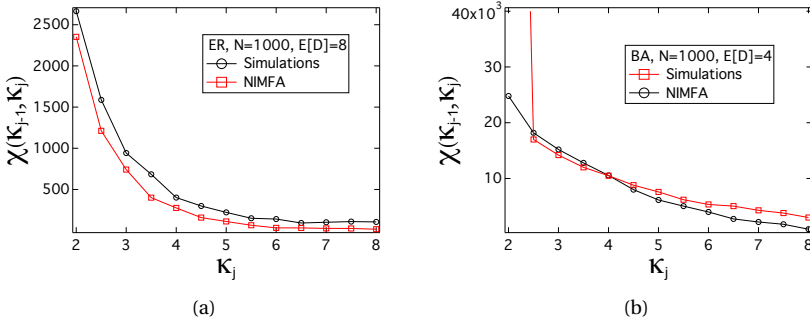 2500
2000
1500
1000
500
χ(κj-1,κj)
ER, N=1000, E[D]=8
Simulations
NIMFA
2 3 4 5 6 7 8
κj
(a)
40x10³
30
20
10
χ(κj-1,κj)
BA, N=1000, E[D]=4
Simulations
NIMFA
2 3 4 5 6 7 8
κj
(b)